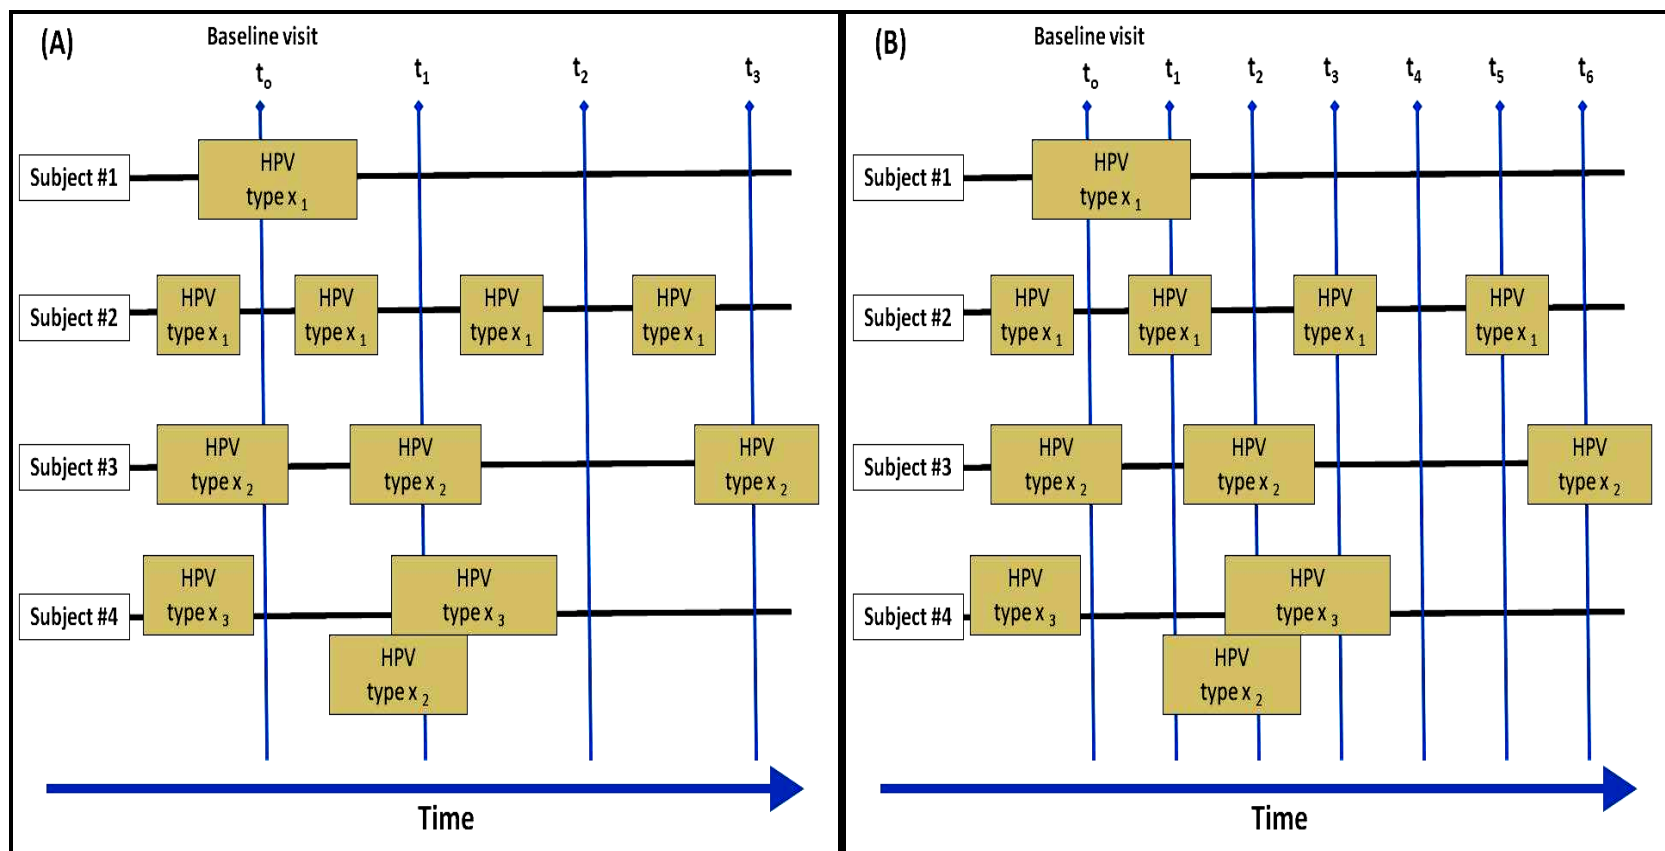 (A)
Baseline visit
t₀ t₁ t₂ t₃
Subject #1
HPV
type x ₁
Subject #2
HPV
type x ₁
HPV
type x ₁
HPV
type x ₁
HPV
type x ₁
Subject #3
HPV
type x ₂
HPV
type x ₂
HPV
type x ₂
Subject #4
HPV
type x ₃
HPV
type x ₃
HPV
type x ₂
Time
(B)
Baseline visit
t₀ t₁ t₂ t₃ t₄ t₅ t₆
Subject #1
HPV
type x ₁
Subject #2
HPV
type x ₁
HPV
type x ₁
HPV
type x ₁
HPV
type x ₁
Subject #3
HPV
type x ₂
HPV
type x ₂
HPV
type x ₂
Subject #4
HPV
type x ₃
HPV
type x ₃
HPV
type x ₂
Time